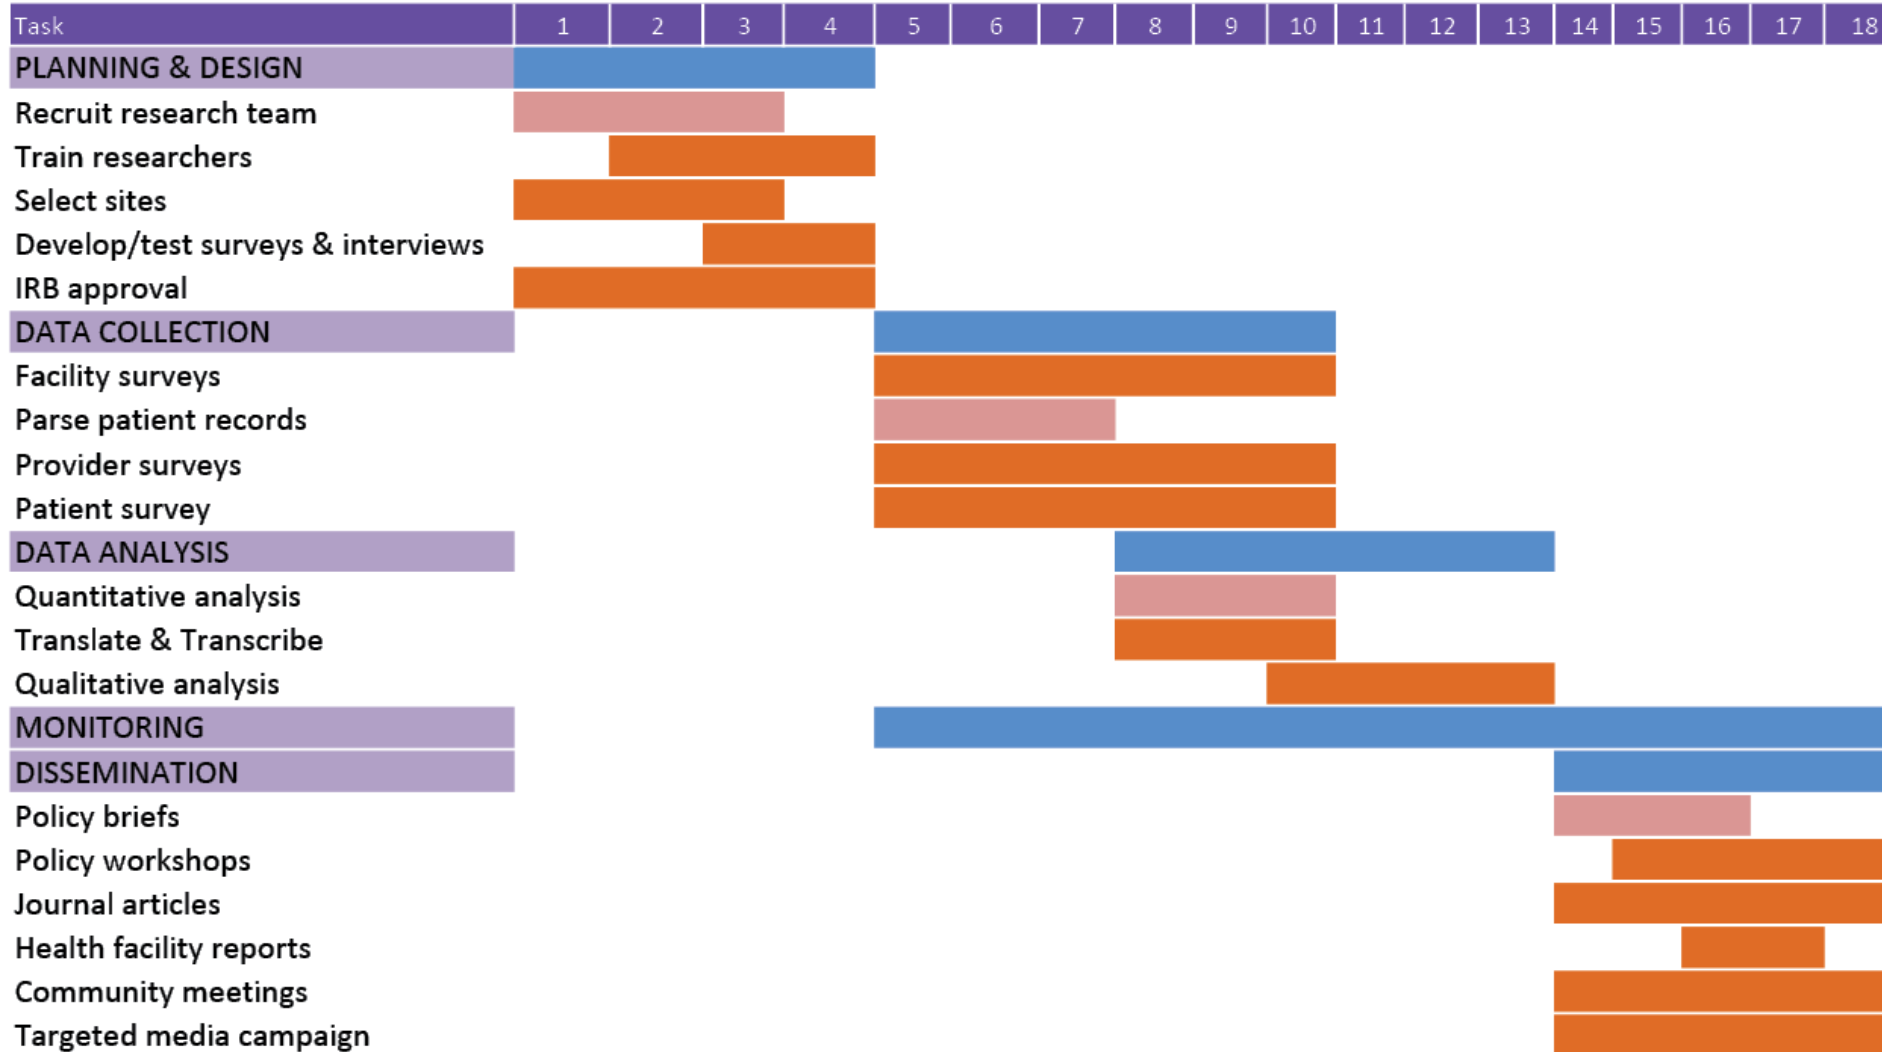 Task 1 2 3 4 5 6 7 8 9 10 11 12 13 14 15 16 17 18
PLANNING & DESIGN
Recruit research team
Train researchers
Select sites
Develop/test surveys & interviews
IRB approval
DATA COLLECTION
Facility surveys
Parse patient records
Provider surveys
Patient survey
DATA ANALYSIS
Quantitative analysis
Translate & Transcribe
Qualitative analysis
MONITORING
DISSEMINATION
Policy briefs
Policy workshops
Journal articles
Health facility reports
Community meetings
Targeted media campaign